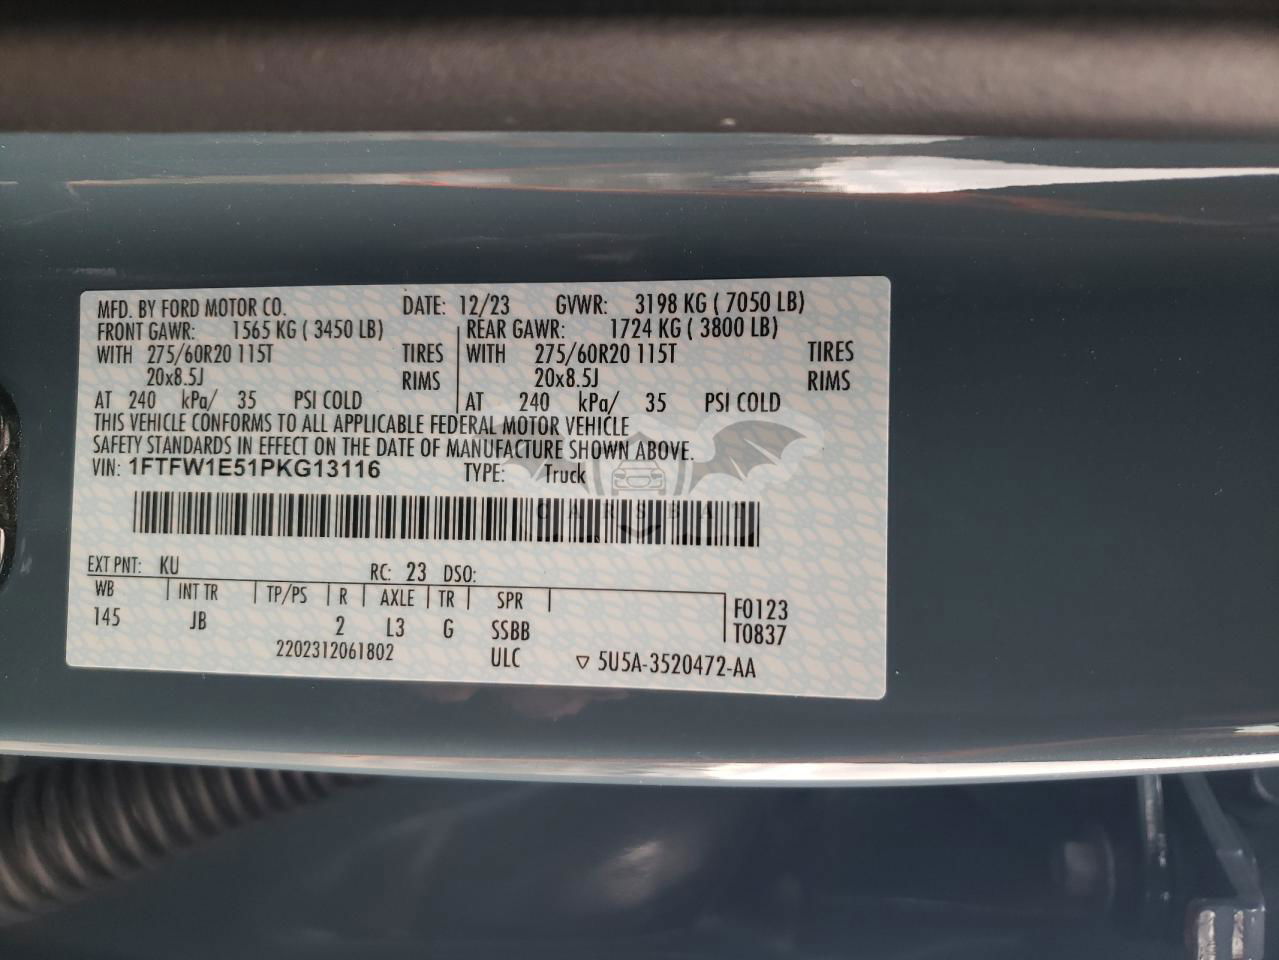 MFD. BY FORD MOTOR CO. DATE: 12/23 GVWR: 3198 KG ( 7050 LB)
FRONT GAWR: 1565 KG ( 3450 LB) REAR GAWR: 1724 KG ( 3800 LB)
WITH 275/60R20 115T TIRES WITH 275/60R20 115T TIRES
20x8.5J RIMS 20x8.5J RIMS
AT 240 kPa/ 35 PSI COLD AT 240 kPa/ 35 PSI COLD
THIS VEHICLE CONFORMS TO ALL APPLICABLE FEDERAL MOTOR VEHICLE
SAFETY STANDARDS IN EFFECT ON THE DATE OF MANUFACTURE SHOWN ABOVE.
VIN: 1FTFW1E51PKG13116 TYPE: Truck
CARSBAT
EXT PNT: KU RC: 23 DSO:
WB INT TR TP/PS R AXLE TR SPR F0123
145 JB 2 L3 G SSBB T0837
2202312061802 ULC 5U5A-3520472-AA